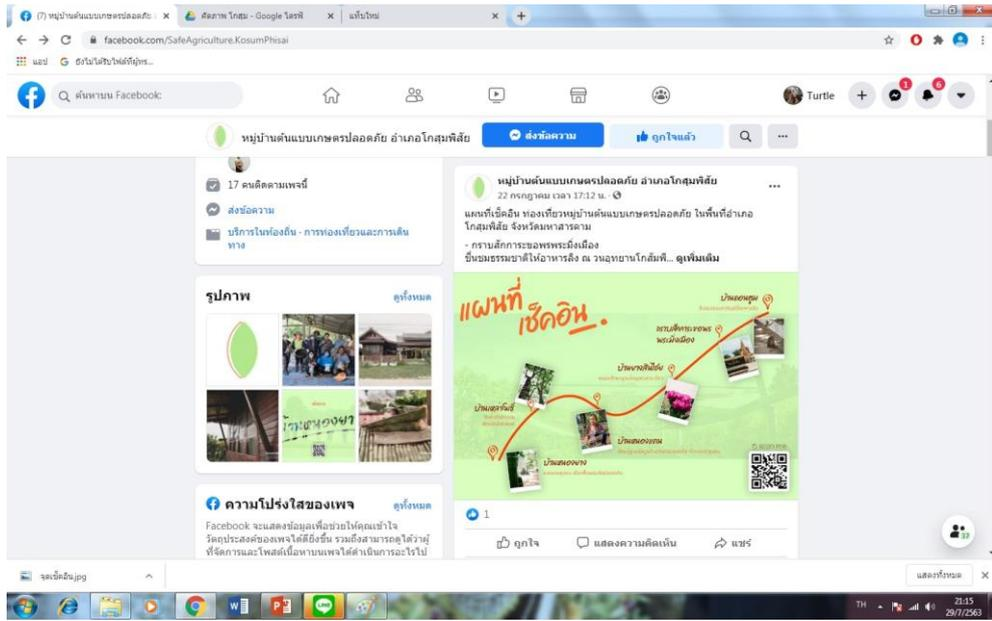 (7) หมู่บ้านต้นแบบเกษตรปลอดภัย
คัดภาพ โกสุม - Google ไดรฟ์
แท็บใหม่
facebook.com/SafeAgriculture.KosumPhisai
แอป
ยังไม่ได้รับไฟล์ที่ผู้ทร...
ค้นหาบน Facebook
Turtle
1
6
หมู่บ้านต้นแบบเกษตรปลอดภัย อำเภอโกสุมพิสัย
ส่งข้อความ
ถูกใจแล้ว
17 คนติดตามเพจนี้
ส่งข้อความ
บริการในท้องถิ่น · การท่องเที่ยวและการเดิน
ทาง
รูปภาพ
ดูทั้งหมด
บ้านหนองยาง
ความโปร่งใสของเพจ
ดูทั้งหมด
Facebook จะแสดงข้อมูลเพื่อช่วยให้คุณเข้าใจ
วัตถุประสงค์ของเพจได้ดียิ่งขึ้น รวมถึงสามารถดูได้ว่าผู้
ที่จัดการและโพสต์เนื้อหาบนเพจได้ดำเนินการอะไรไป
หมู่บ้านต้นแบบเกษตรปลอดภัย อำเภอโกสุมพิสัย
22 กรกฎาคม เวลา 17:12 น.
แผนที่เช็คอิน ท่องเที่ยวหมู่บ้านต้นแบบเกษตรปลอดภัย ในพื้นที่อำเภอ
โกสุมพิสัย จังหวัดมหาสารคาม
- กราบสักการะขอพรพระมิ่งเมือง
ชื่นชมธรรมชาติให้อาหารลิง ณ วนอุทยานโกสัมพี... ดูเพิ่มเติม
แผนที่
เช็คอิน.
กราบสักการะขอพร
พระมิ่งเมือง
บ้านหนองยาง
1
ถูกใจ
แสดงความคิดเห็น
แชร์
จุดเช็คอิน.jpg
แสดงทั้งหมด
TH
21:15
29/7/2563